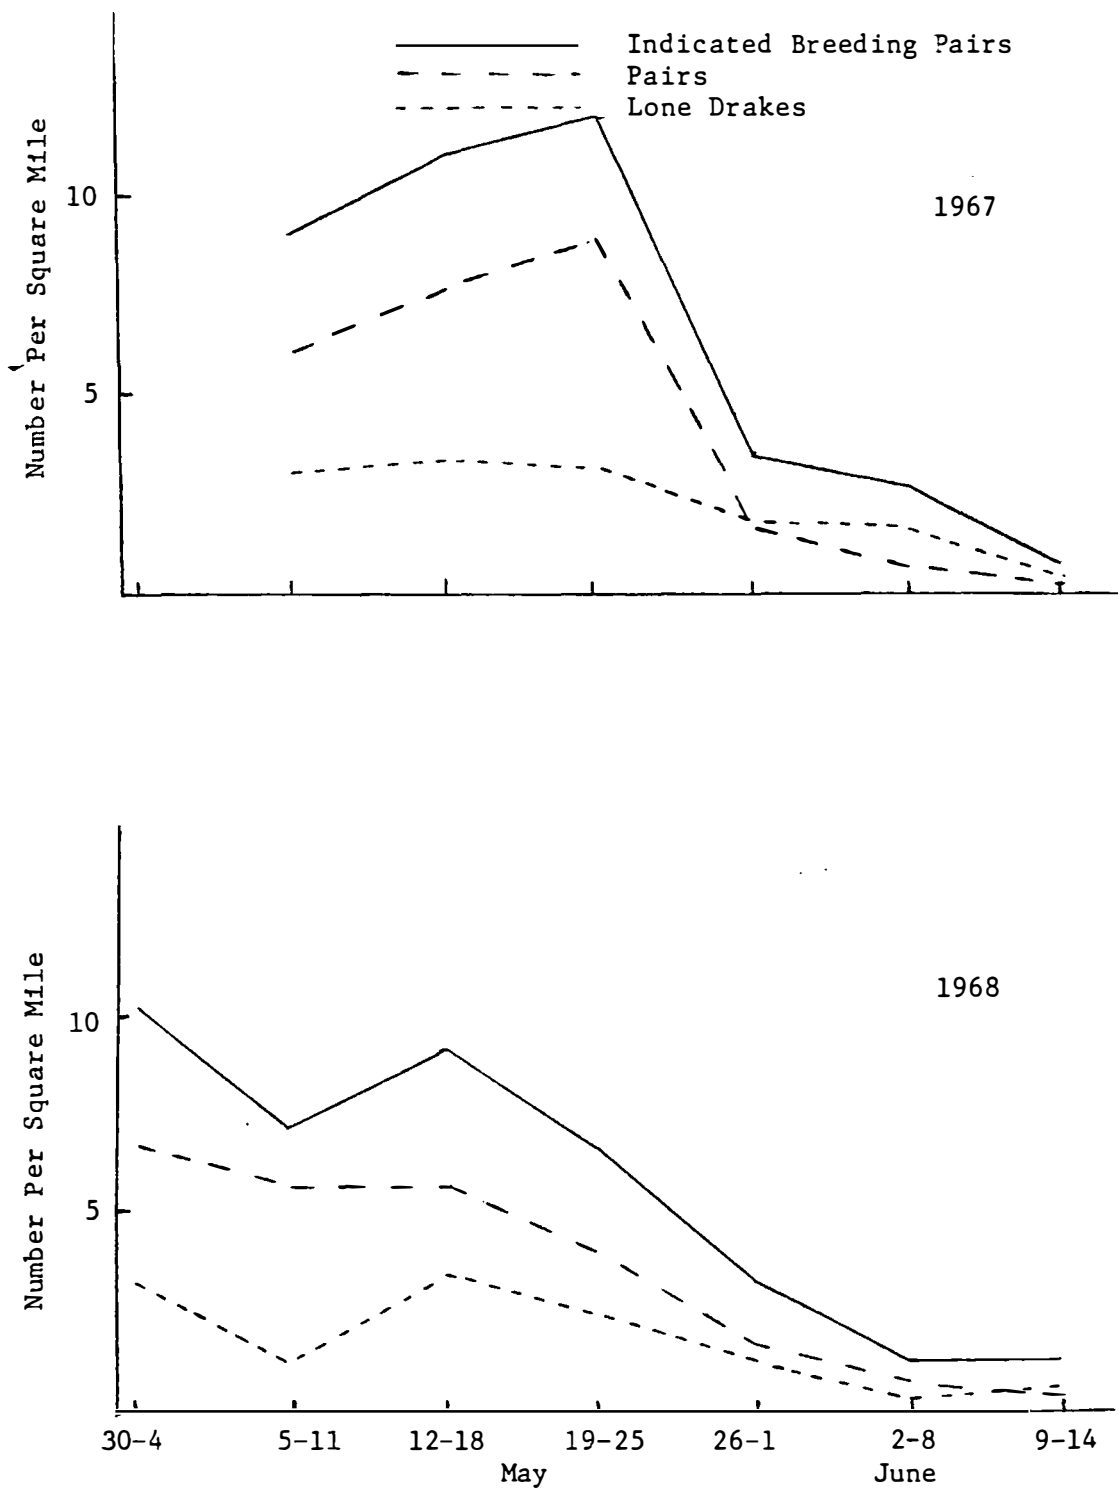 Indicated Breeding Pairs
Pairs
Lone Drakes
Number Per Square Mile
10
5
1967
Number Per Square Mile
10
5
1968
30-4 5-11 12-18 19-25 26-1 2-8 9-14
May June